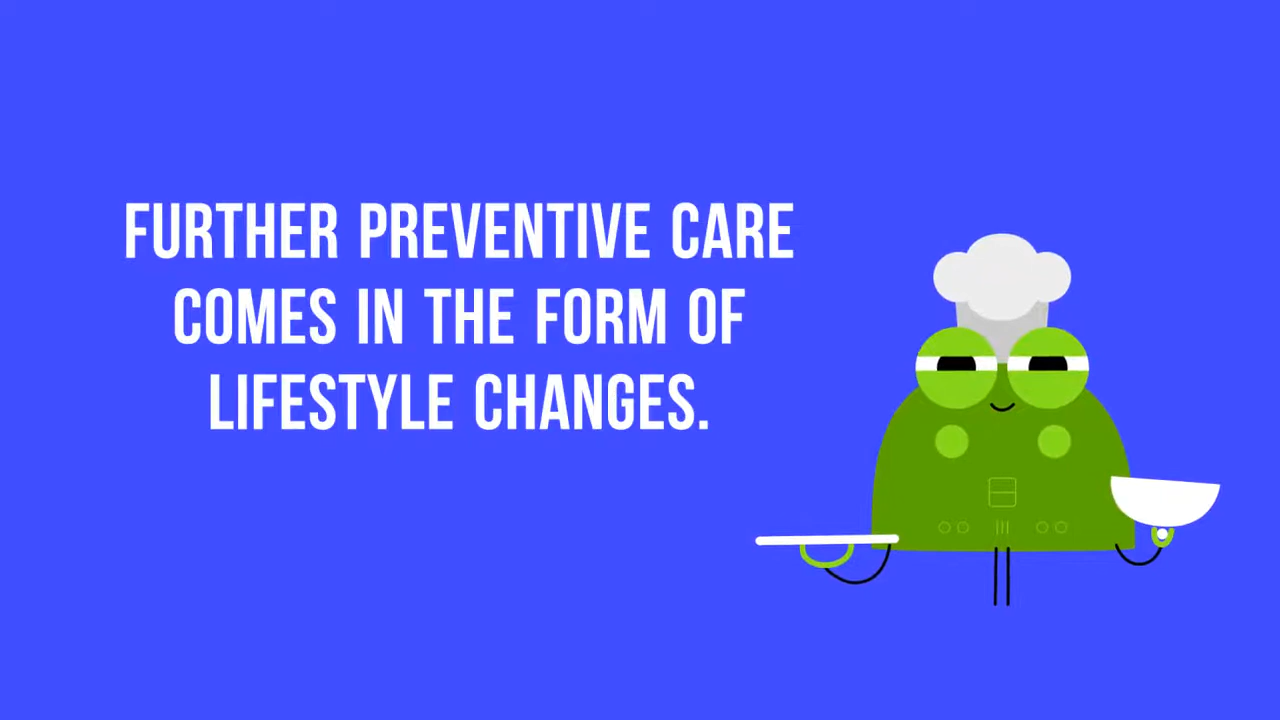 FURTHER PREVENTIVE CARE
COMES IN THE FORM OF
LIFESTYLE CHANGES.